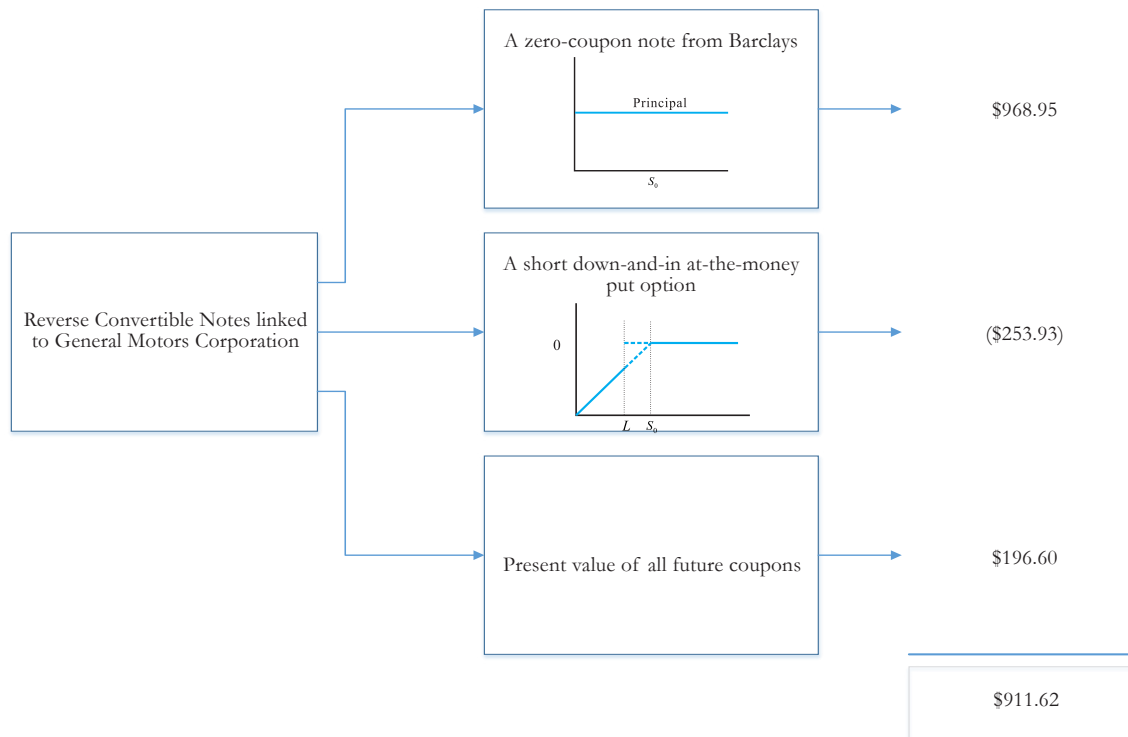 A zero-coupon note from Barclays
Principal
S₀
$968.95
Reverse Convertible Notes linked
to General Motors Corporation
A short down-and-in at-the-money
put option
0
L S₀
($253.93)
Present value of all future coupons
$196.60
$911.62